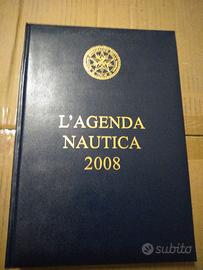 L'AGENDA
NAUTICA
2008
subito